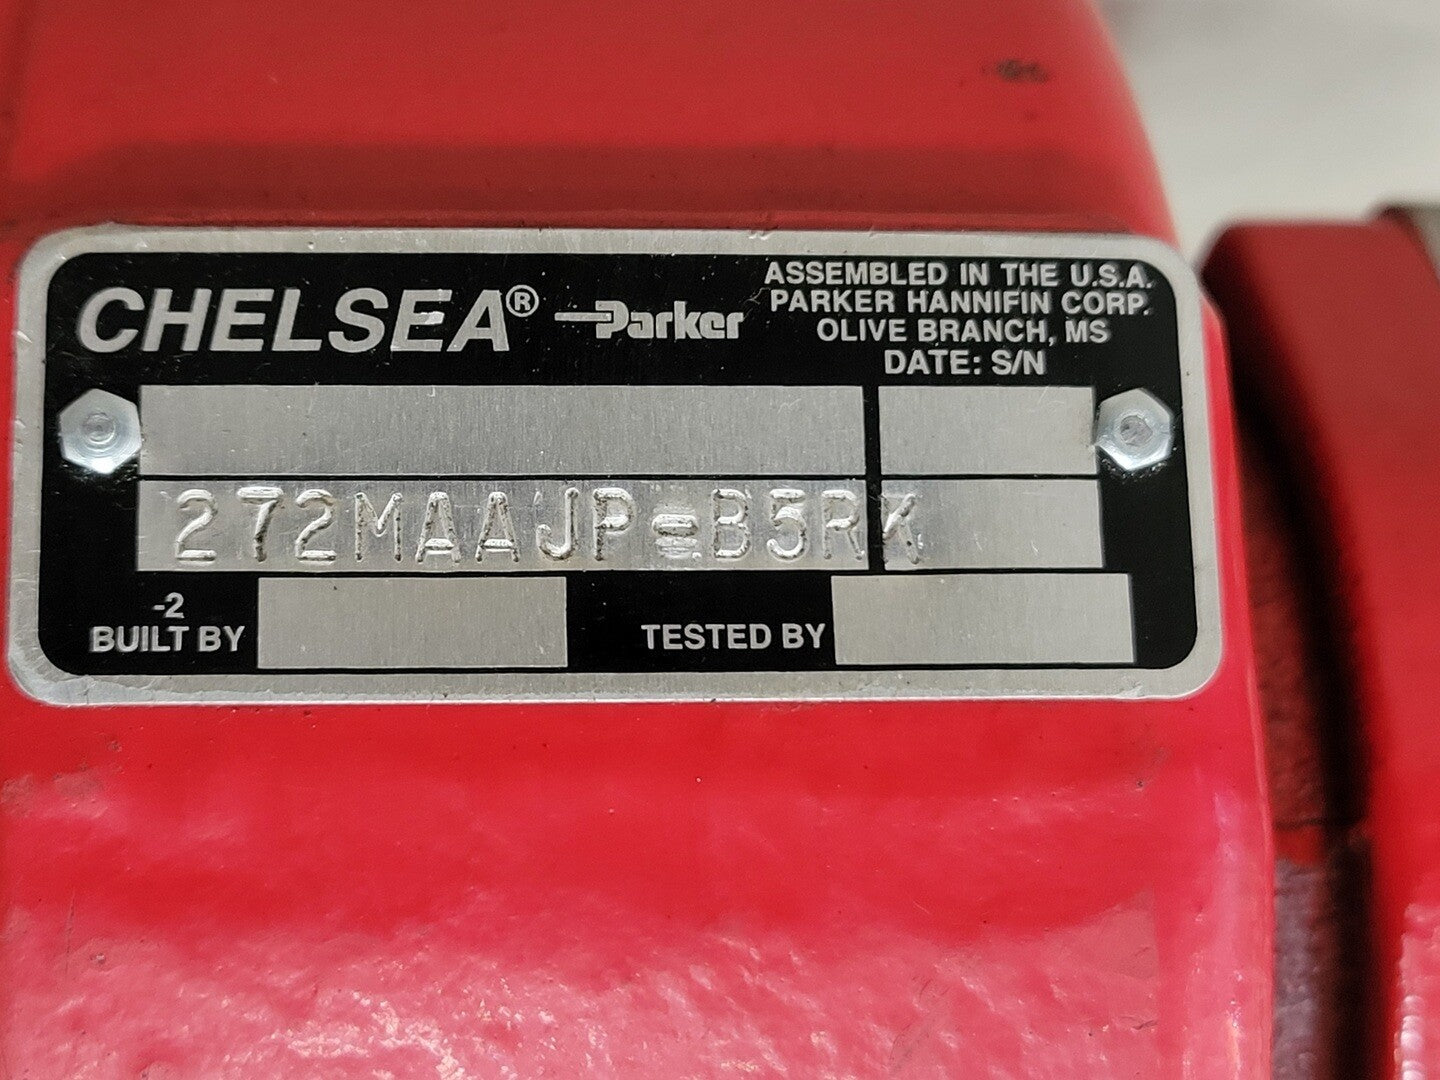 CHELSEA® Parker
ASSEMBLED IN THE U.S.A.
PARKER HANNIFIN CORP.
OLIVE BRANCH, MS
DATE: S/N
272MAAJP=B5RK
-2
BUILT BY
TESTED BY